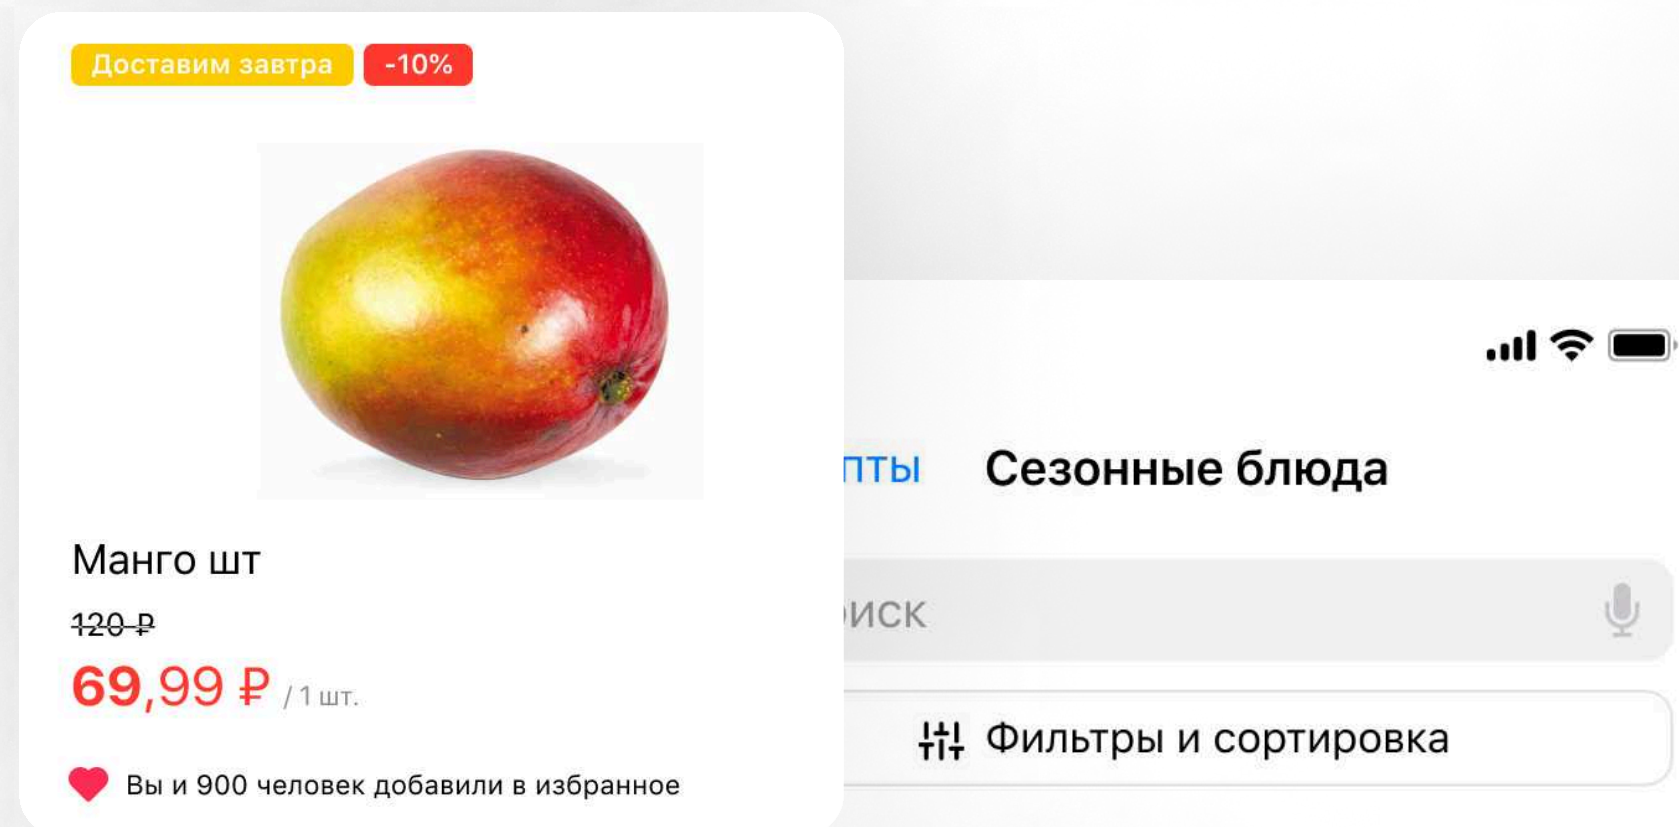 Доставим завтра -10%
Манго шт
120 ₽
69,99 ₽ / 1 шт.
Вы и 900 человек добавили в избранное
Сезонные блюда
Фильтры и сортировка